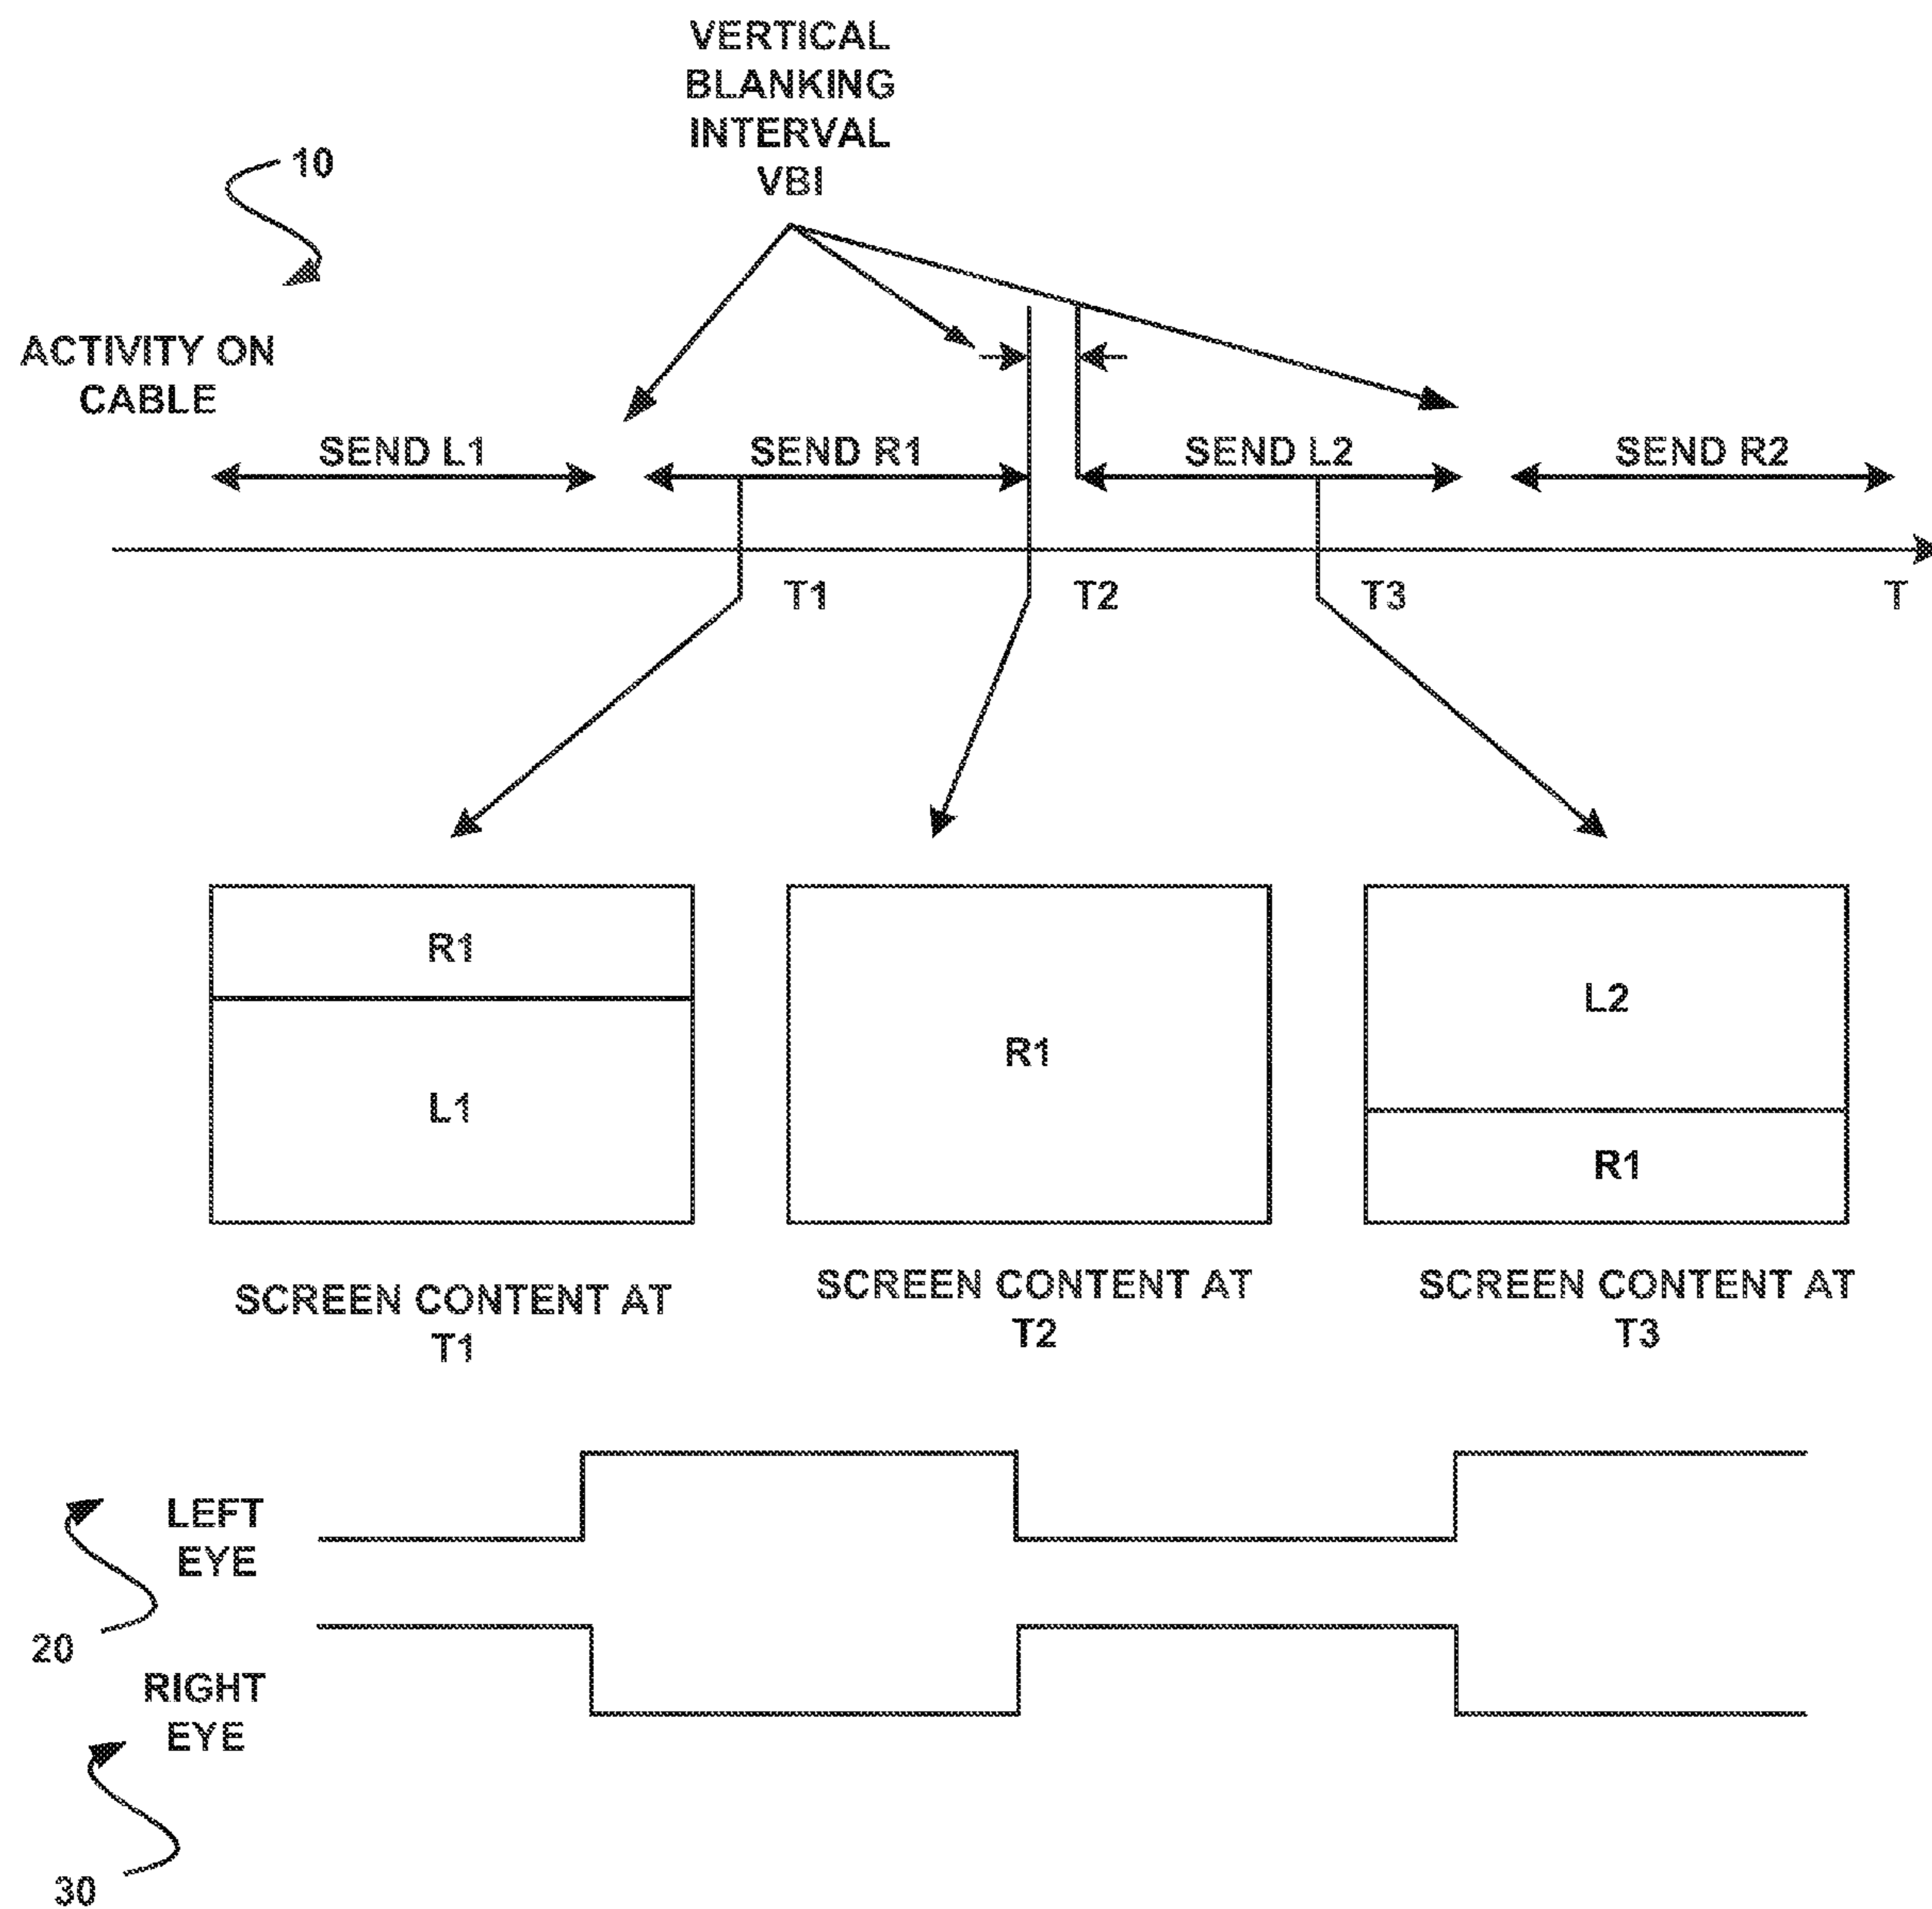 VERTICAL
BLANKING
INTERVAL
VBI
10
ACTIVITY ON
CABLE
SEND L1
SEND R1
SEND L2
SEND R2
T1
T2
T3
T
R1
L1
R1
L2
R1
SCREEN CONTENT AT
T1
SCREEN CONTENT AT
T2
SCREEN CONTENT AT
T3
LEFT
EYE
20
RIGHT
EYE
30